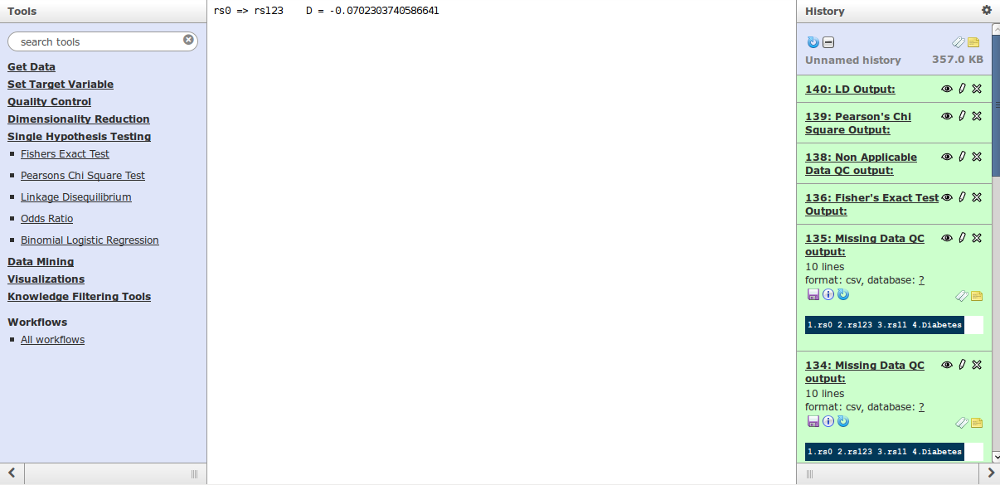 Tools
search tools
Get Data
Set Target Variable
Quality Control
Dimensionality Reduction
Single Hypothesis Testing
Fishers Exact Test
Pearsons Chi Square Test
Linkage Disequilibrium
Odds Ratio
Binomial Logistic Regression
Data Mining
Visualizations
Knowledge Filtering Tools
Workflows
All workflows
rs0 => rs123    D = -0.0702303740586641
History
Unnamed history 357.0 KB
140: LD Output:
139: Pearson's Chi
Square Output:
138: Non Applicable
Data QC output:
136: Fisher's Exact Test
Output:
135: Missing Data QC
output:
10 lines
format: csv, database: ?
1.rs0 2.rs123 3.rs11 4.Diabetes
134: Missing Data QC
output:
10 lines
format: csv, database: ?
1.rs0 2.rs123 3.rs11 4.Diabetes